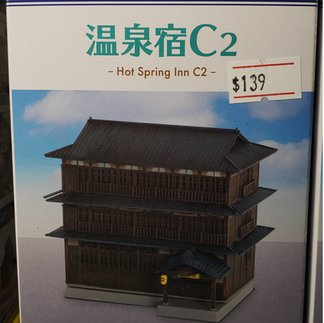 温泉宿C2
– Hot Spring Inn C2 –
$139